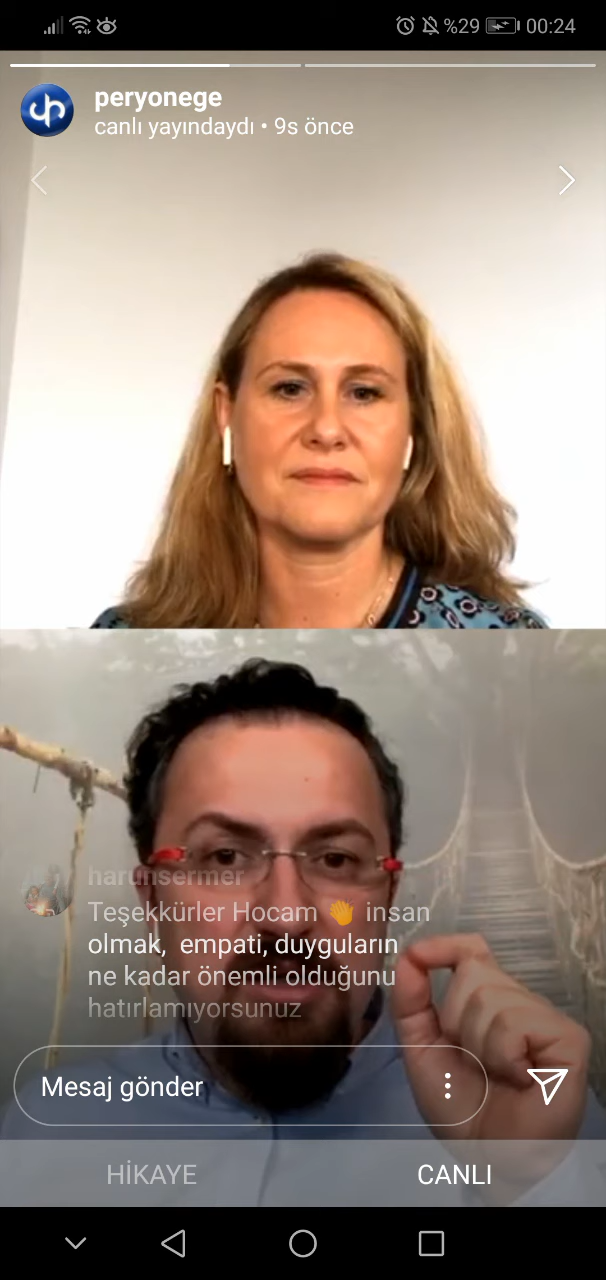 %29 00:24
peryonege
canlı yayındaydı • 9s önce
harunsermer
Teşekkürler Hocam 👏 insan
olmak, empati, duyguların
ne kadar önemli olduğunu
hatırlamıyorsunuz
Mesaj gönder
HİKAYE CANLI